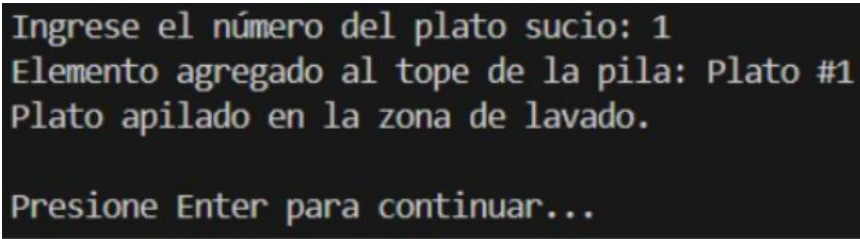 Ingrese el número del plato sucio: 1
Elemento agregado al tope de la pila: Plato #1
Plato apilado en la zona de lavado.
Presione Enter para continuar...